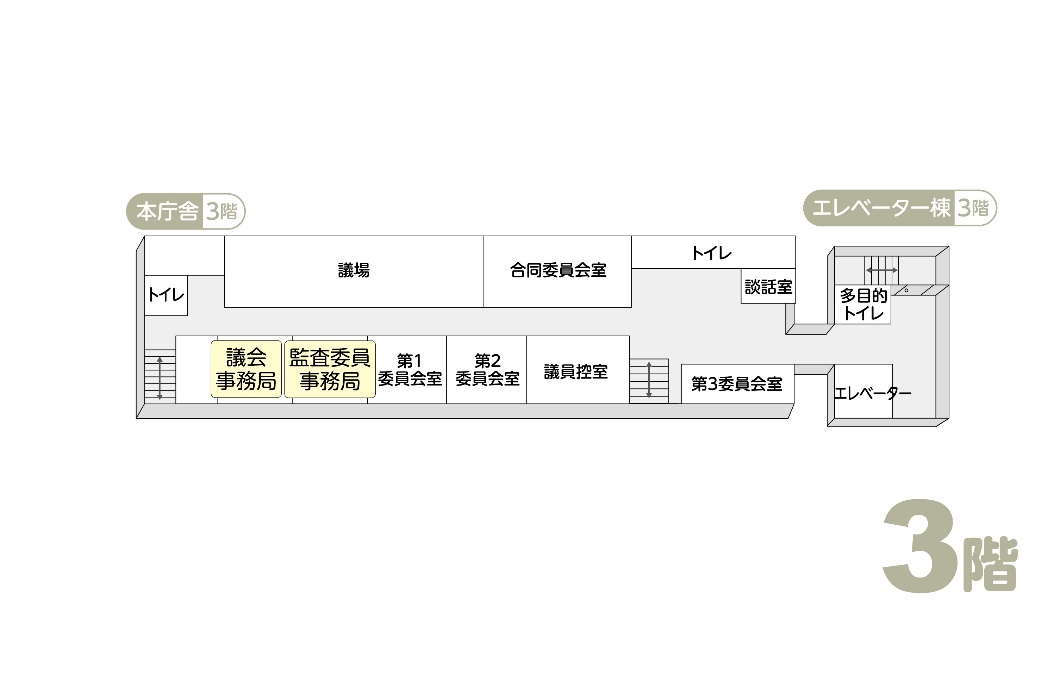 本庁舎 3階
エレベーター棟 3階
議場
合同委員会室
トイレ
談話室
トイレ
多目的
トイレ
議会
事務局
監査委員
事務局
第1
委員会室
第2
委員会室
議員控室
第3委員会室
エレベーター
3階